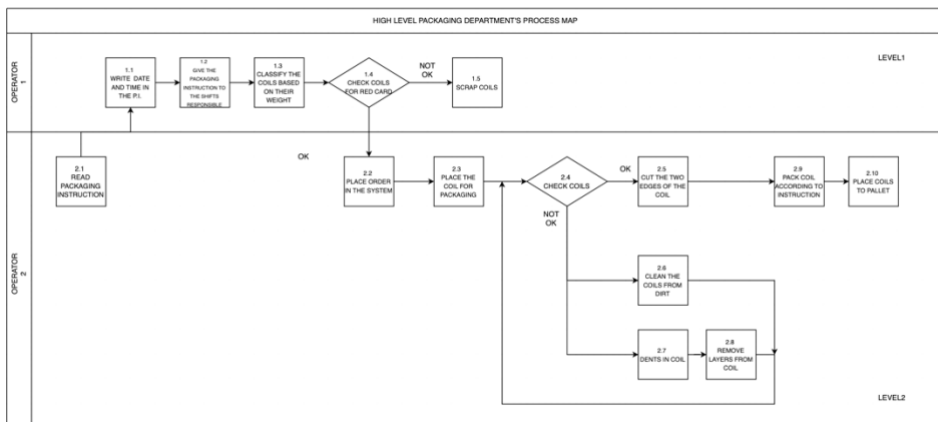 HIGH LEVEL PACKAGING DEPARTMENT'S PROCESS MAP
OPERATOR
1
LEVEL1
1.1
WRITE DATE
AND TIME IN
THE P.I.
1.2
GIVE THE
PACKAGING
INSTRUCTION TO
THE SHIFTS
RESPONSIBLE
1.3
CLASSIFY THE
COILS BASED
ON THEIR
WEIGHT
1.4
CHECK COILS
FOR RED CARD
NOT
OK
1.5
SCRAP COILS
OPERATOR
2
2.1
READ
PACKAGING
INSTRUCTION
OK
2.2
PLACE ORDER
IN THE SYSTEM
2.3
PLACE THE
COIL FOR
PACKAGING
2.4
CHECK COILS
OK
2.5
CUT THE TWO
EDGES OF THE
COIL
2.9
PACK COIL
ACCORDING TO
INSTRUCTION
2.10
PLACE COILS
TO PALLET
NOT
OK
2.6
CLEAN THE
COILS FROM
DIRT
2.7
DENTS IN COIL
2.8
REMOVE
LAYERS FROM
COIL
LEVEL2